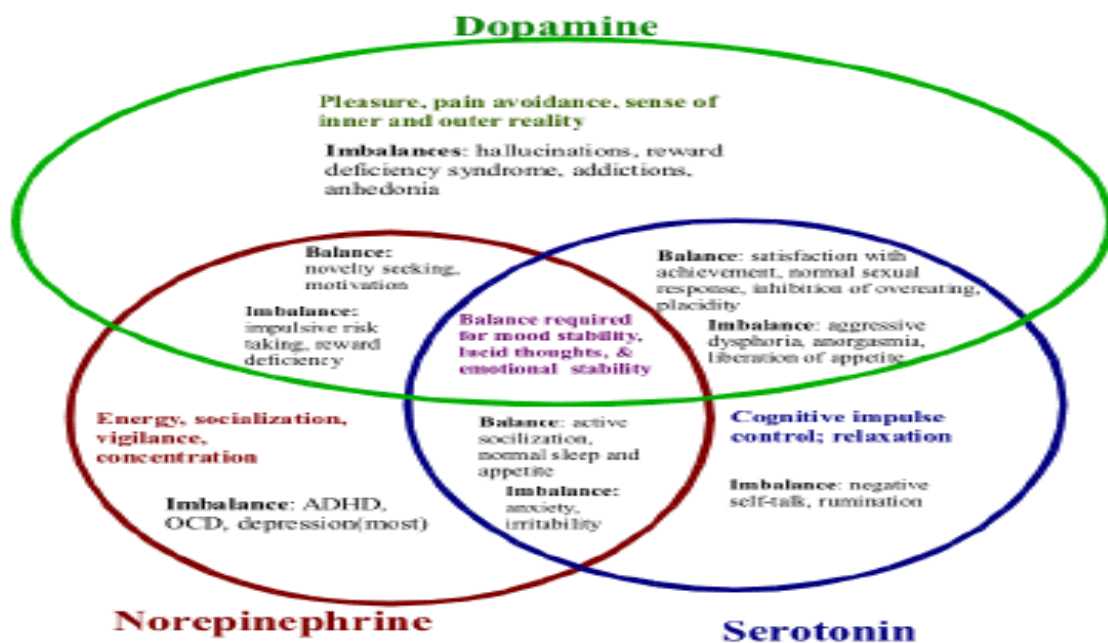 Dopamine
Pleasure, pain avoidance, sense of
inner and outer reality
Imbalances: hallucinations, reward
deficiency syndrome, addictions,
anhedonia
Balance:
novelty seeking,
motivation
Imbalance:
impulsive risk
taking, reward
deficiency
Balance required
for mood stability,
lucid thoughts, &
emotional stability
Balance: satisfaction with
achievement, normal sexual
response, inhibition of overeating,
placidity
Imbalance: aggressive
dysphoria, anorgasmia,
liberation of appetite
Energy, socialization,
vigilance,
concentration
Imbalance: ADHD,
OCD, depression(most)
Balance: active
socilization,
normal sleep and
appetite
Imbalance:
anxiety,
irritability
Cognitive impulse
control; relaxation
Imbalance: negative
self-talk, rumination
Norepinephrine
Serotonin